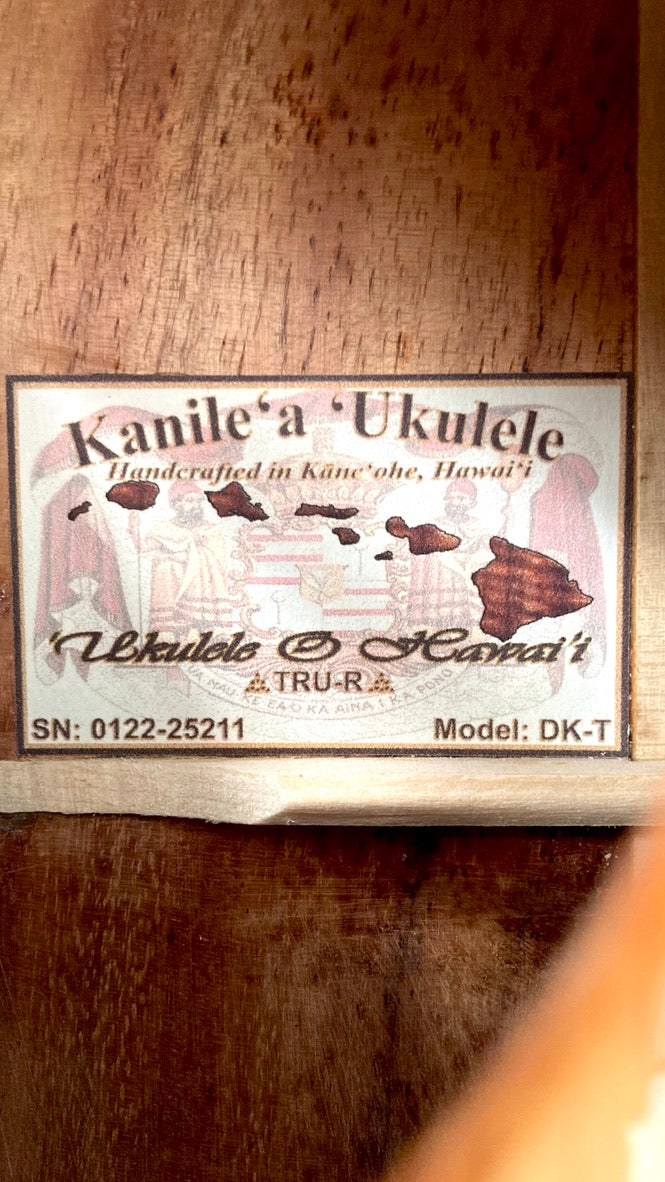 Kanile‘a ‘Ukulele
Handcrafted in Kāne‘ohe, Hawai‘i
‘Ukulele O Hawai‘i
TRU-R
MAU KE EA O KA AINA I KA PONO
SN: 0122-25211
Model: DK-T